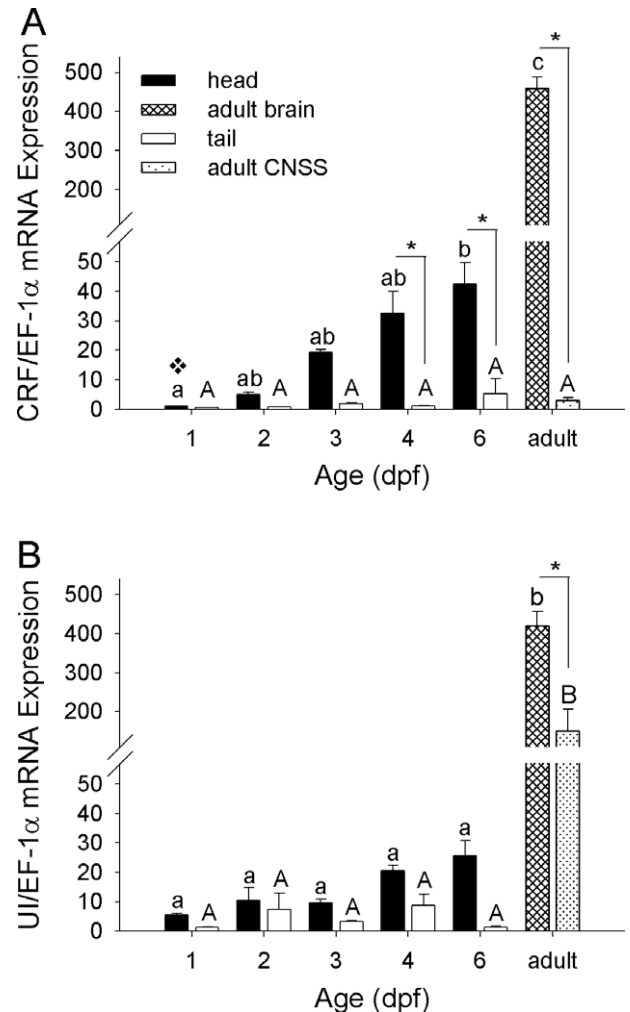 A
CRF/EF-1α mRNA Expression
500
400
300
200
50
40
30
20
10
0
head
adult brain
tail
adult CNSS
❖
a A ab A ab A ab * A b * A c * A
1 2 3 4 6 adult
Age (dpf)
B
UI/EF-1α mRNA Expression
500
400
300
200
50
40
30
20
10
0
a A a A a A a A a A b * B
1 2 3 4 6 adult
Age (dpf)